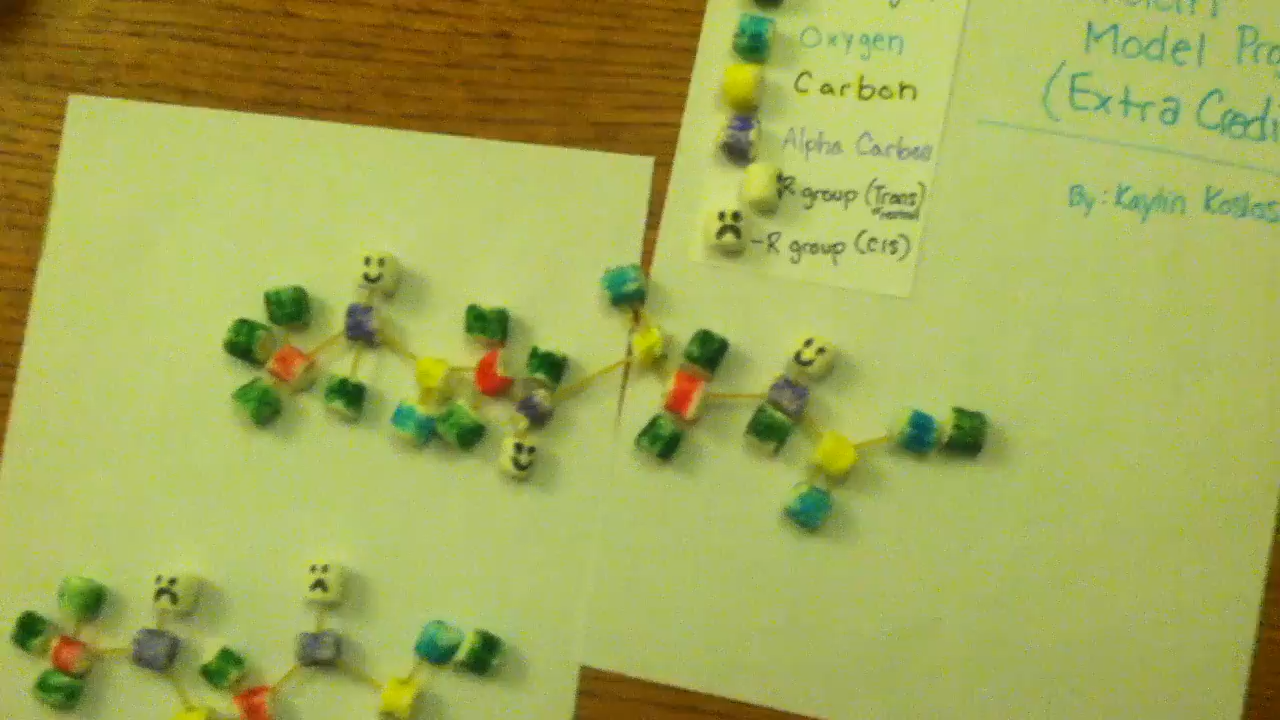 Oxygen
Carbon
Alpha Carbon
R group (Trans)
-R group (cis)
Model Pro
(Extra Credi
By: Kaylin Koslos